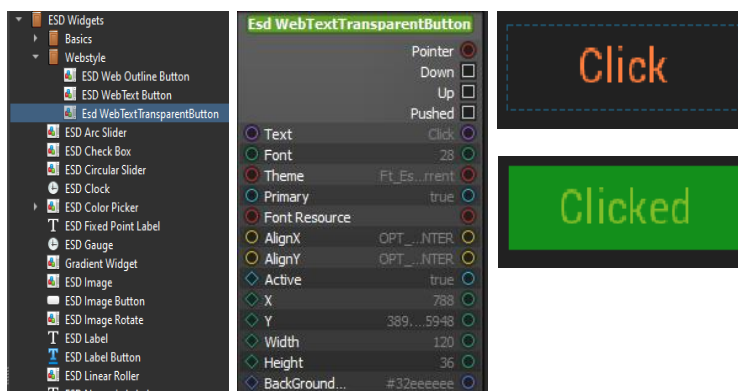 ESD Widgets
Basics
Webstyle
ESD Web Outline Button
ESD WebText Button
Esd WebTextTransparentButton
ESD Arc Slider
ESD Check Box
ESD Circular Slider
ESD Clock
ESD Color Picker
ESD Fixed Point Label
ESD Gauge
Gradient Widget
ESD Image
ESD Image Button
ESD Image Rotate
ESD Label
ESD Label Button
ESD Linear Roller
Esd WebTextTransparentButton
Pointer
Down
Up
Pushed
Text Click
Font 28
Theme Ft_Es...rrent
Primary true
Font Resource
AlignX OPT_...NTER
AlignY OPT_...NTER
Active true
X 788
Y 389....5948
Width 120
Height 36
BackGround... #32eeeeee
Click
Clicked